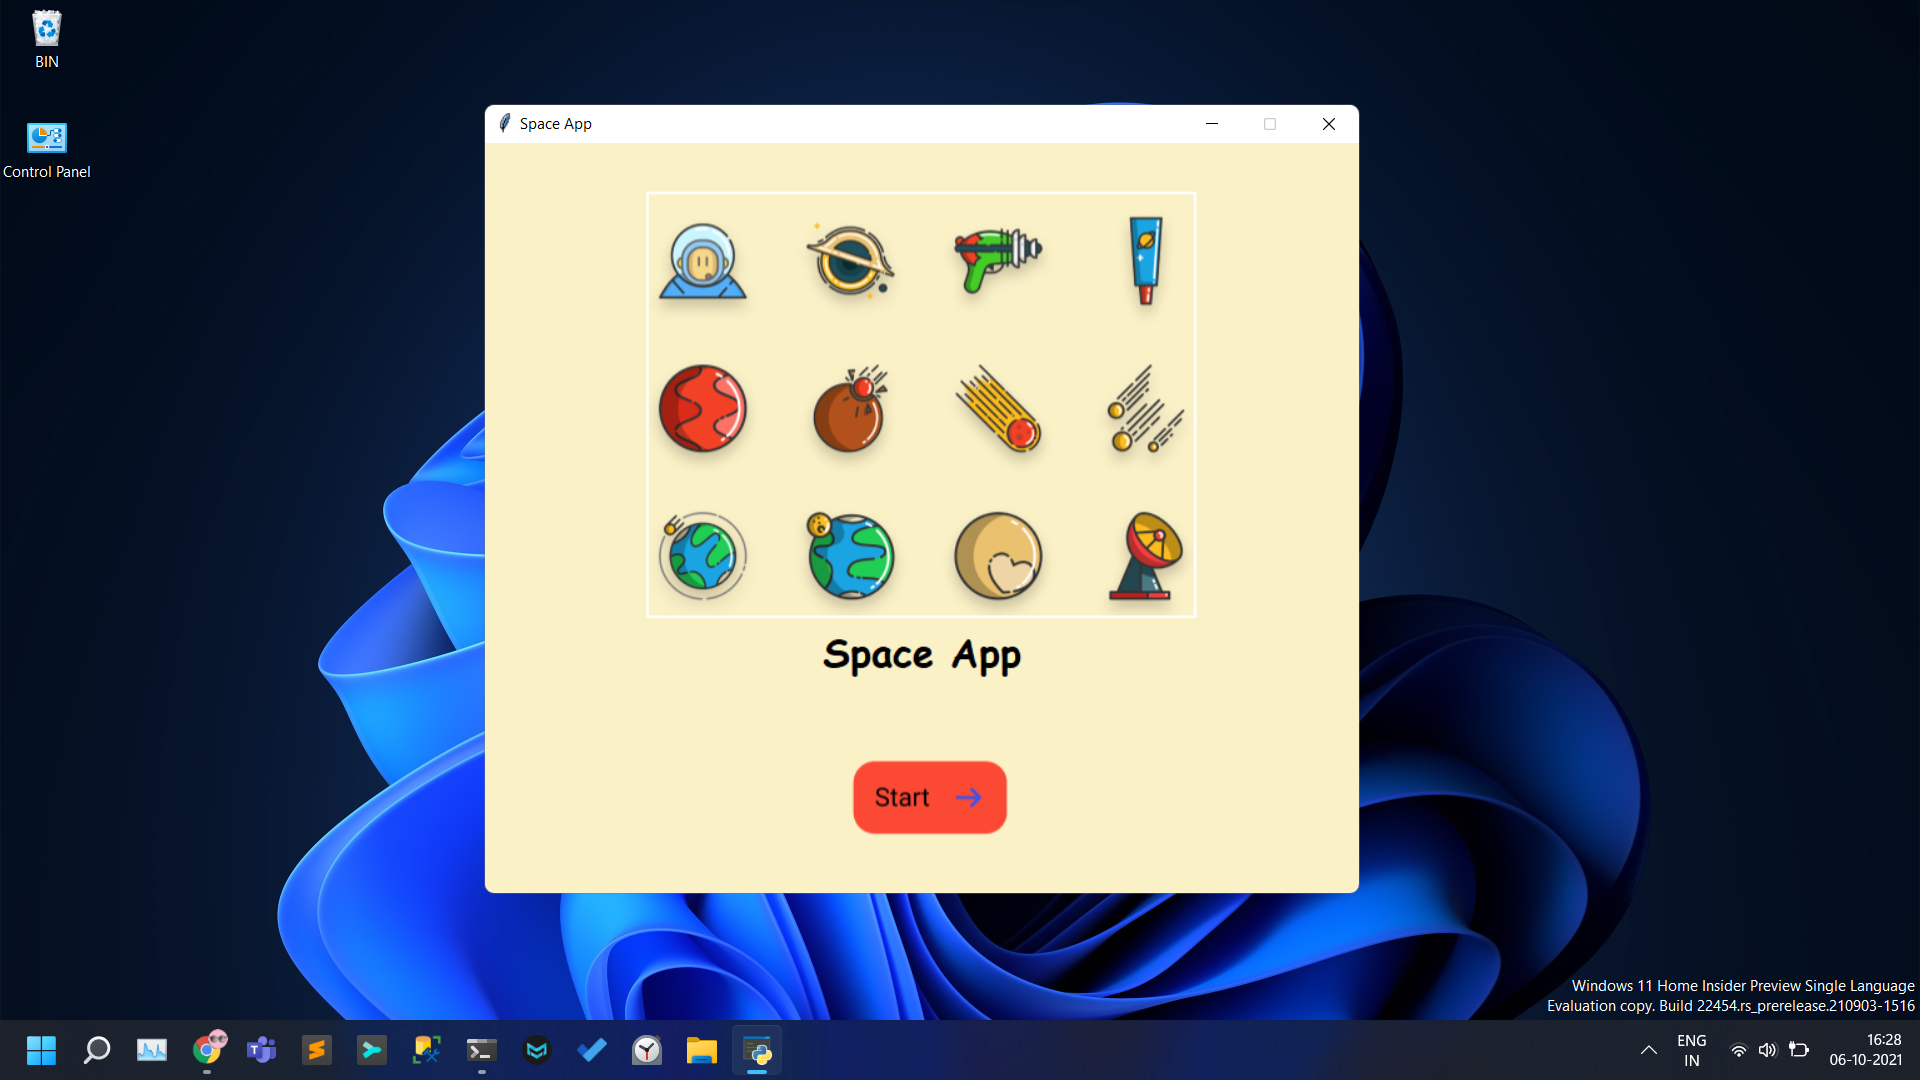 BIN
Control Panel
Space App
Space App
Start
Windows 11 Home Insider Preview Single Language
Evaluation copy. Build 22454.rs_prerelease.210903-1516
ENG
IN
16:28
06-10-2021